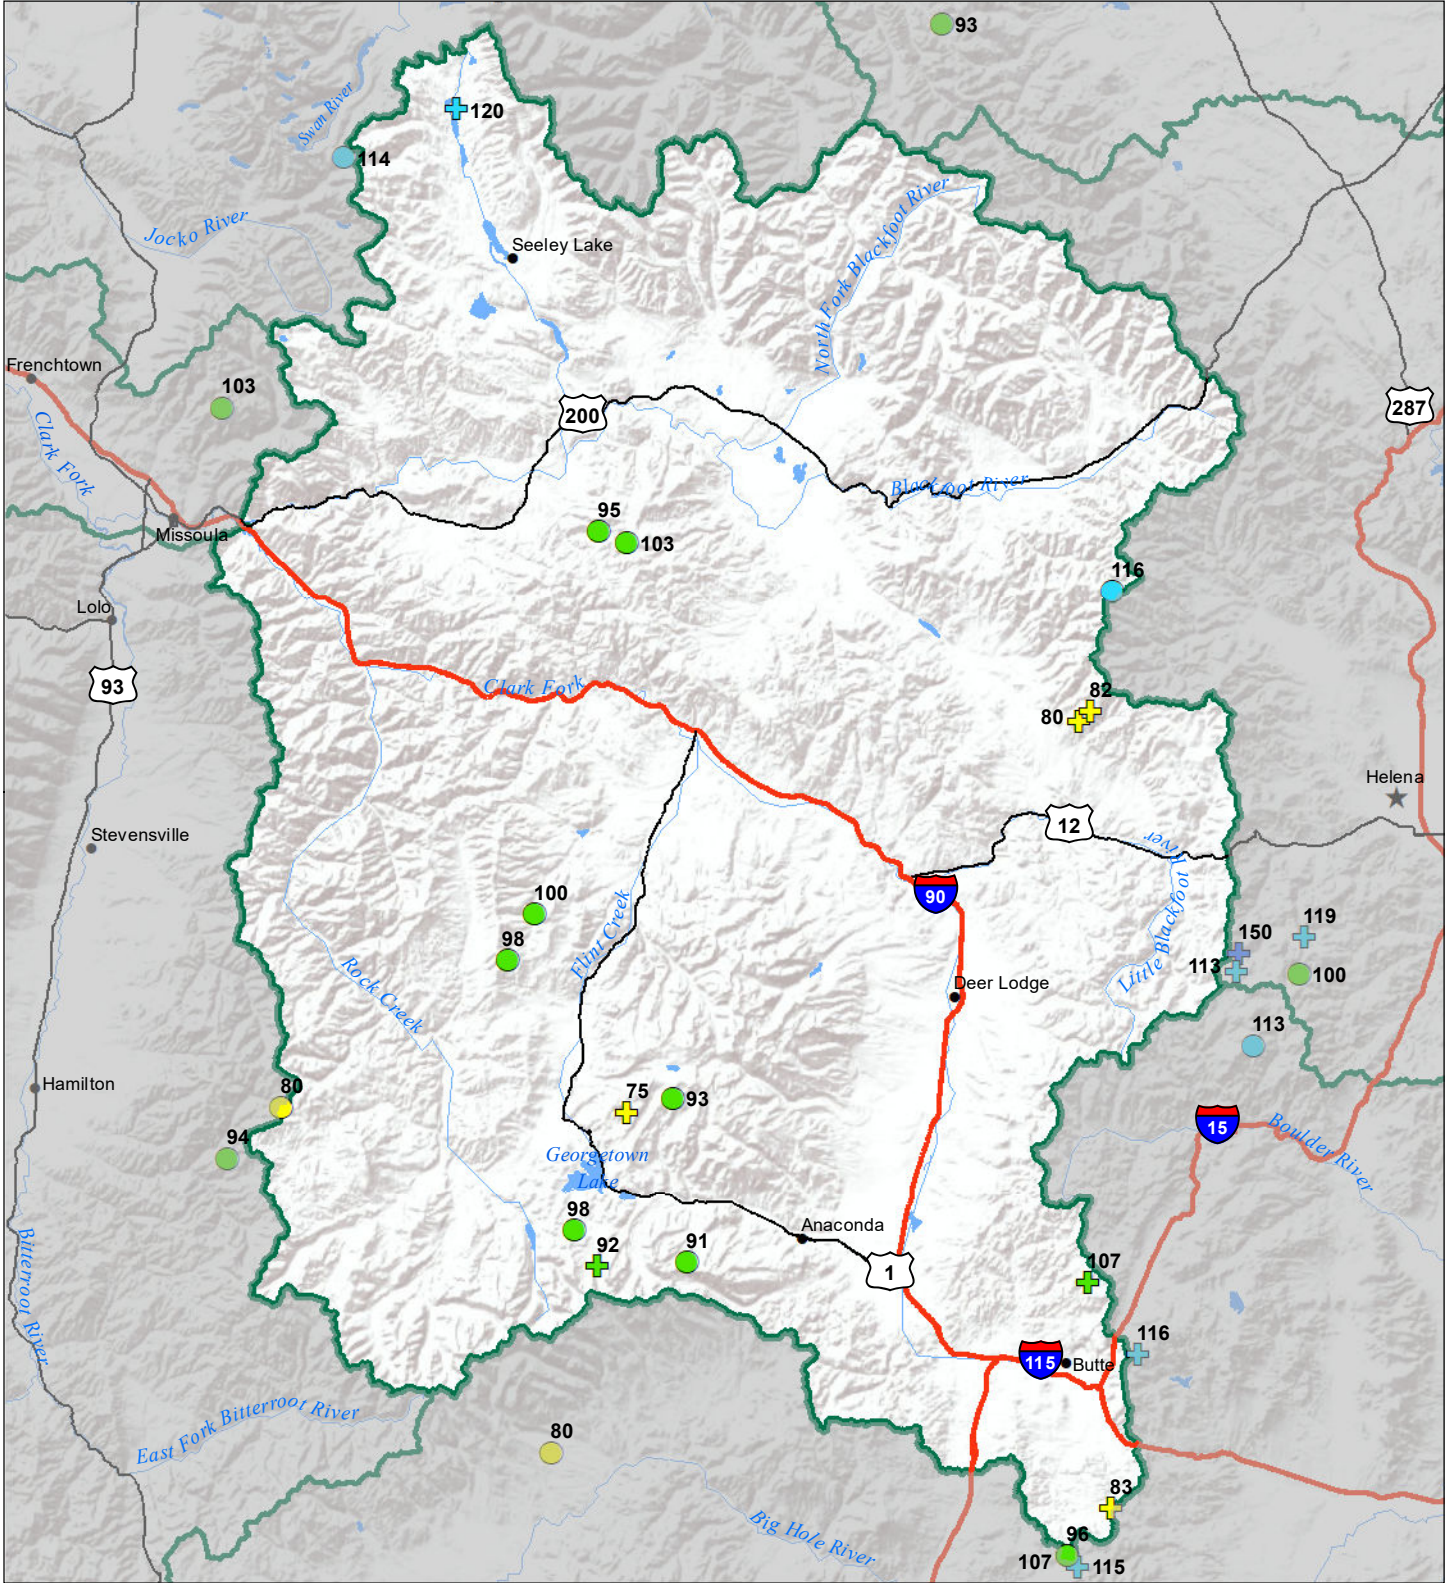 93
120
Swan River
114
Jocko River
Seeley Lake
North Fork Blackfoot River
Frenchtown
103
200
287
Clark Fork
Blackfoot River
95
103
Missoula
116
Lolo
93
Clark Fork
82
80
Helena
12
Stevensville
Little Blackfoot River
90
100
98
Flint Creek
119
150
113
100
Rock Creek
Deer Lodge
113
Hamilton
80
75
93
15
Boulder River
94
Georgetown
Lake
98
92
91
Anaconda
1
107
Bitterroot River
116
115
Butte
East Fork Bitterroot River
80
83
Big Hole River
96
107
115